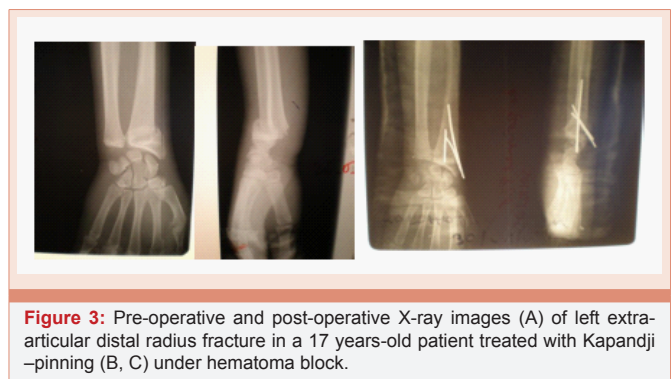 Figure 3: Pre-operative and post-operative X-ray images (A) of left extra-
articular distal radius fracture in a 17 years-old patient treated with Kapandji
–pinning (B, C) under hematoma block.